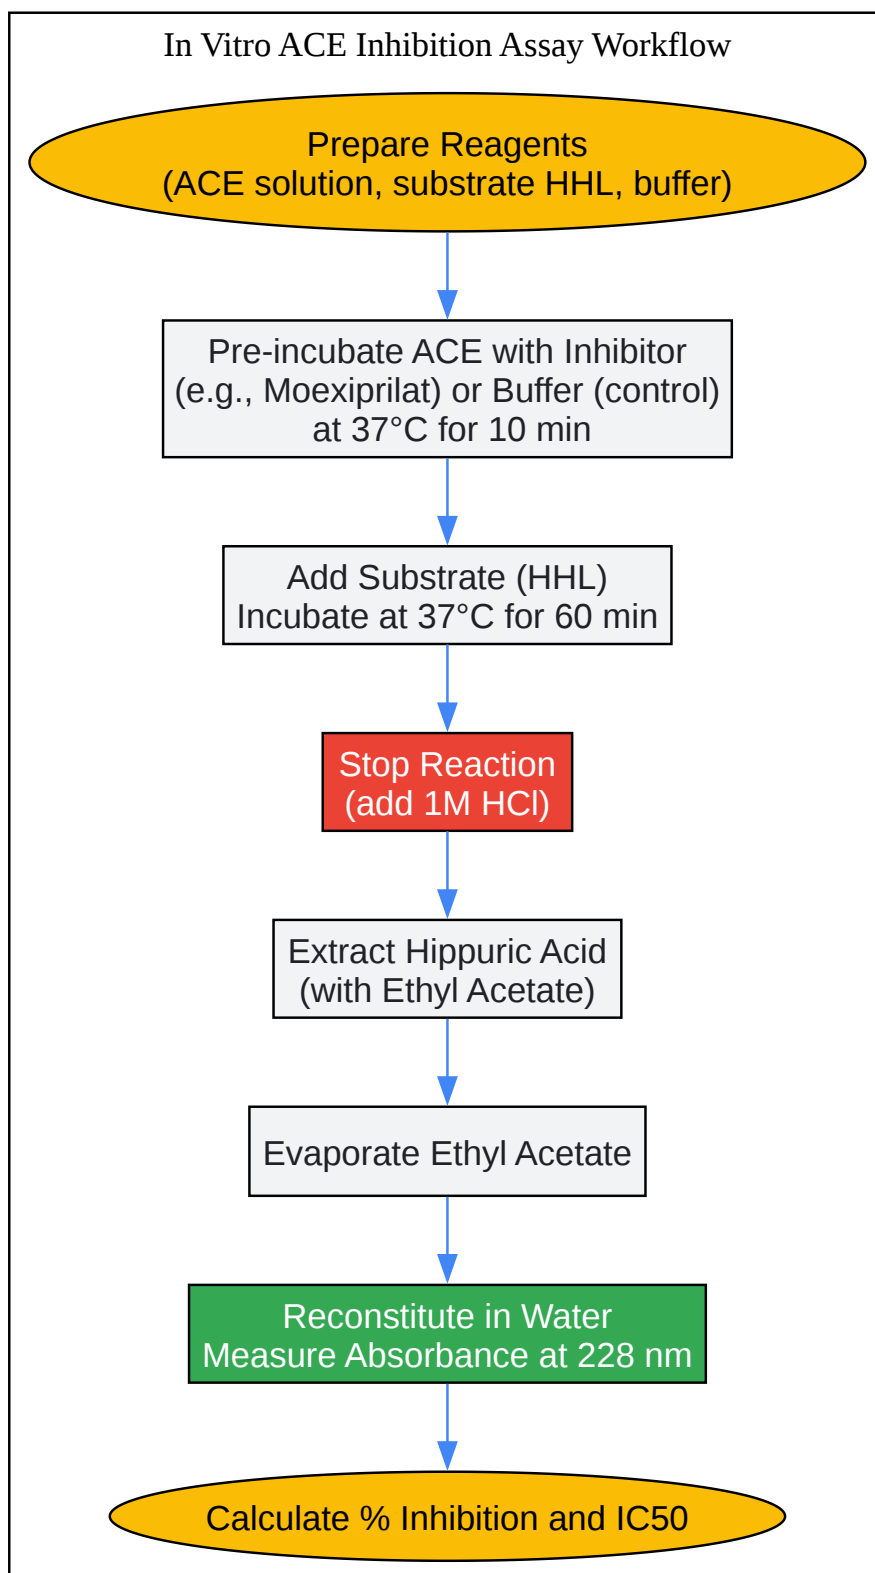 In Vitro ACE Inhibition Assay Workflow
Prepare Reagents
(ACE solution, substrate HHL, buffer)
Pre-incubate ACE with Inhibitor
(e.g., Moexiprilat) or Buffer (control)
at 37°C for 10 min
Add Substrate (HHL)
Incubate at 37°C for 60 min
Stop Reaction
(add 1M HCl)
Extract Hippuric Acid
(with Ethyl Acetate)
Evaporate Ethyl Acetate
Reconstitute in Water
Measure Absorbance at 228 nm
Calculate % Inhibition and IC50